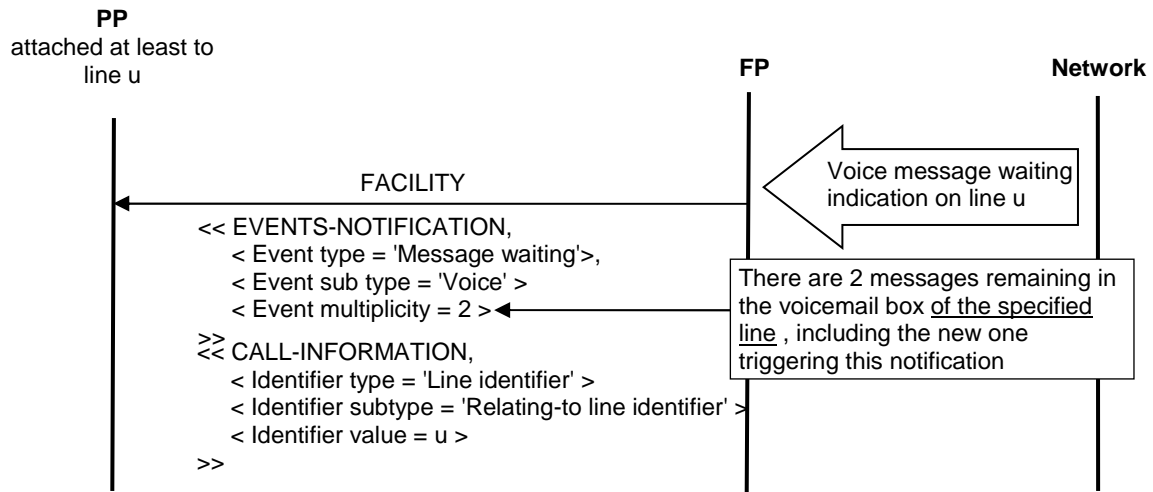 PP
attached at least to
line u
FP
Network
Voice message waiting
indication on line u
FACILITY
<< EVENTS-NOTIFICATION,
< Event type = 'Message waiting'>,
< Event sub type = 'Voice' >
< Event multiplicity = 2 >
>>
There are 2 messages remaining in
the voicemail box of the specified
line , including the new one
triggering this notification
<< CALL-INFORMATION,
< Identifier type = 'Line identifier' >
< Identifier subtype = 'Relating-to line identifier' >
< Identifier value = u >
>>